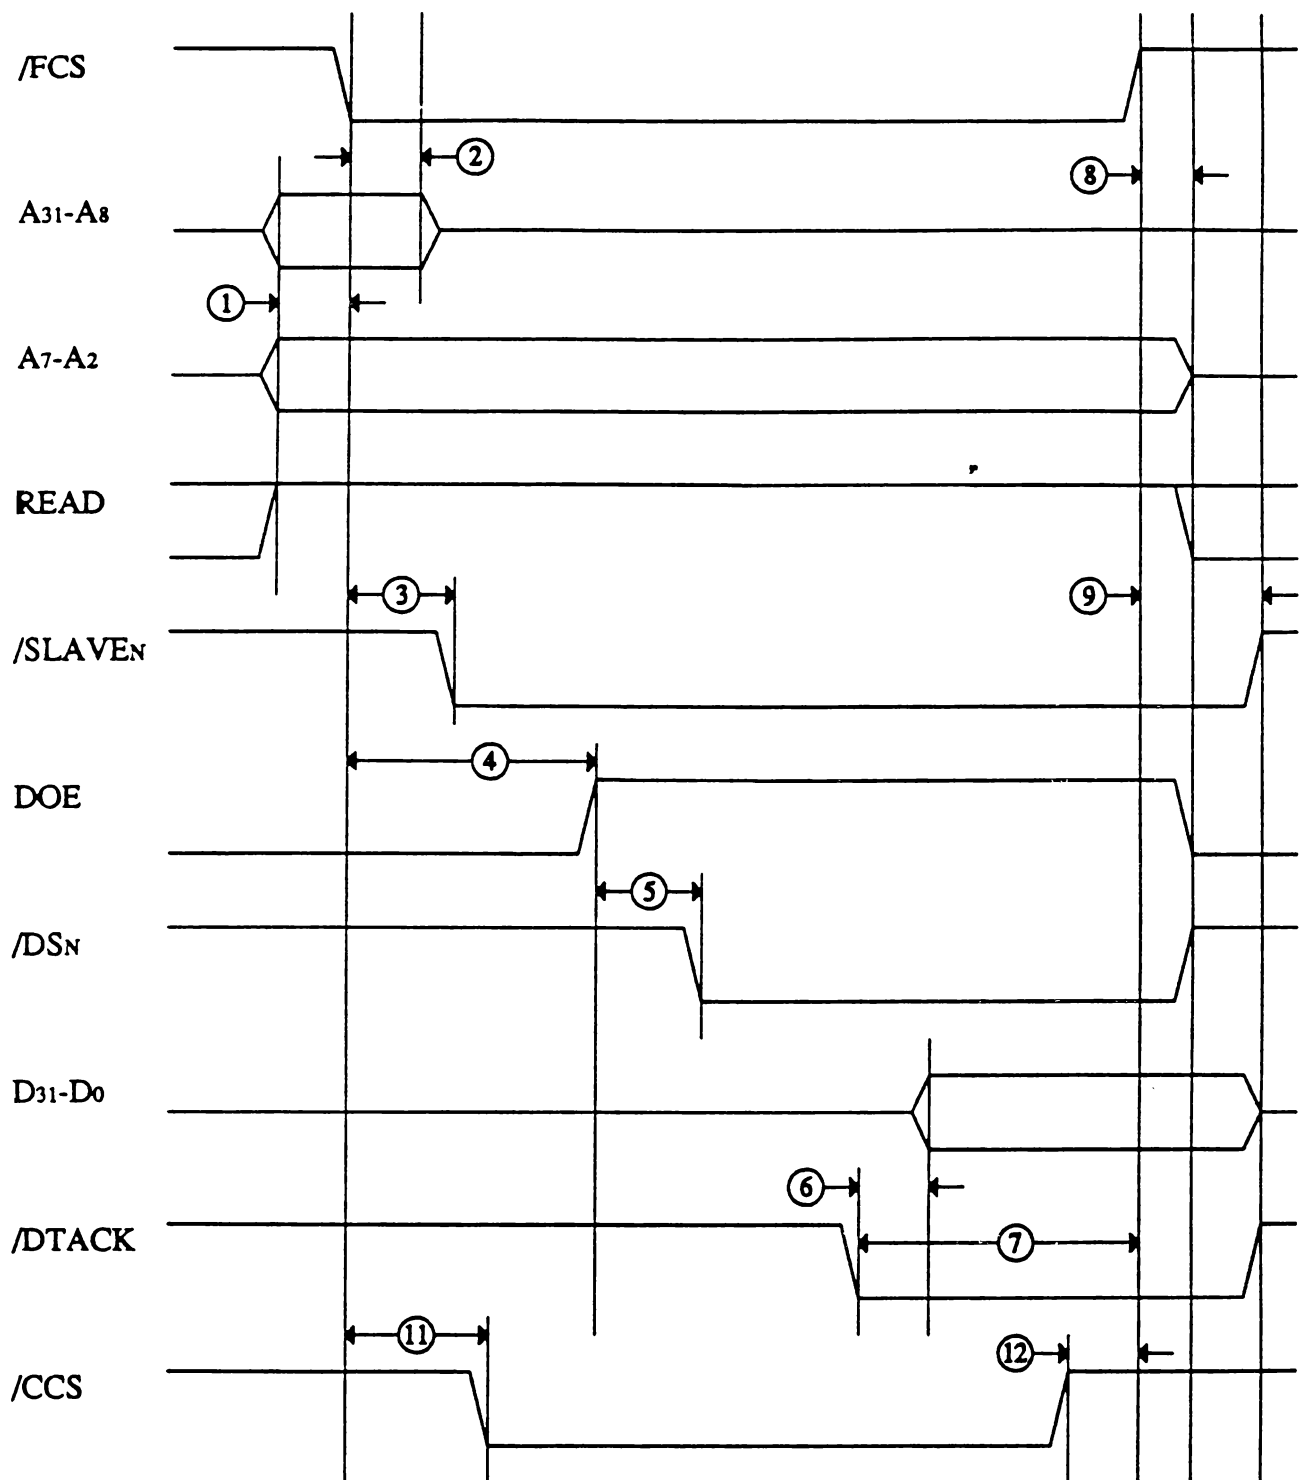 /FCS
2
8
A31-A8
1
A7-A2
READ
3
9
/SLAVEN
4
DOE
5
/DSN
D31-D0
6
/DTACK
7
11
12
/CCS